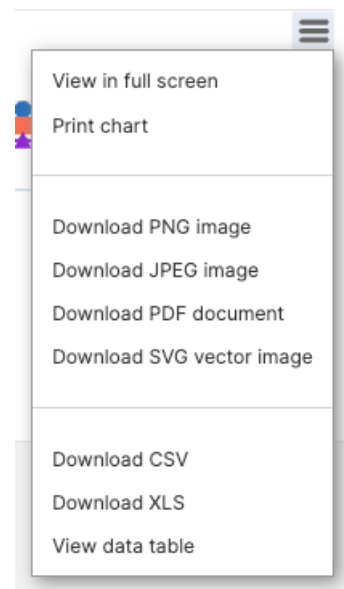 View in full screen
Print chart
Download PNG image
Download JPEG image
Download PDF document
Download SVG vector image
Download CSV
Download XLS
View data table